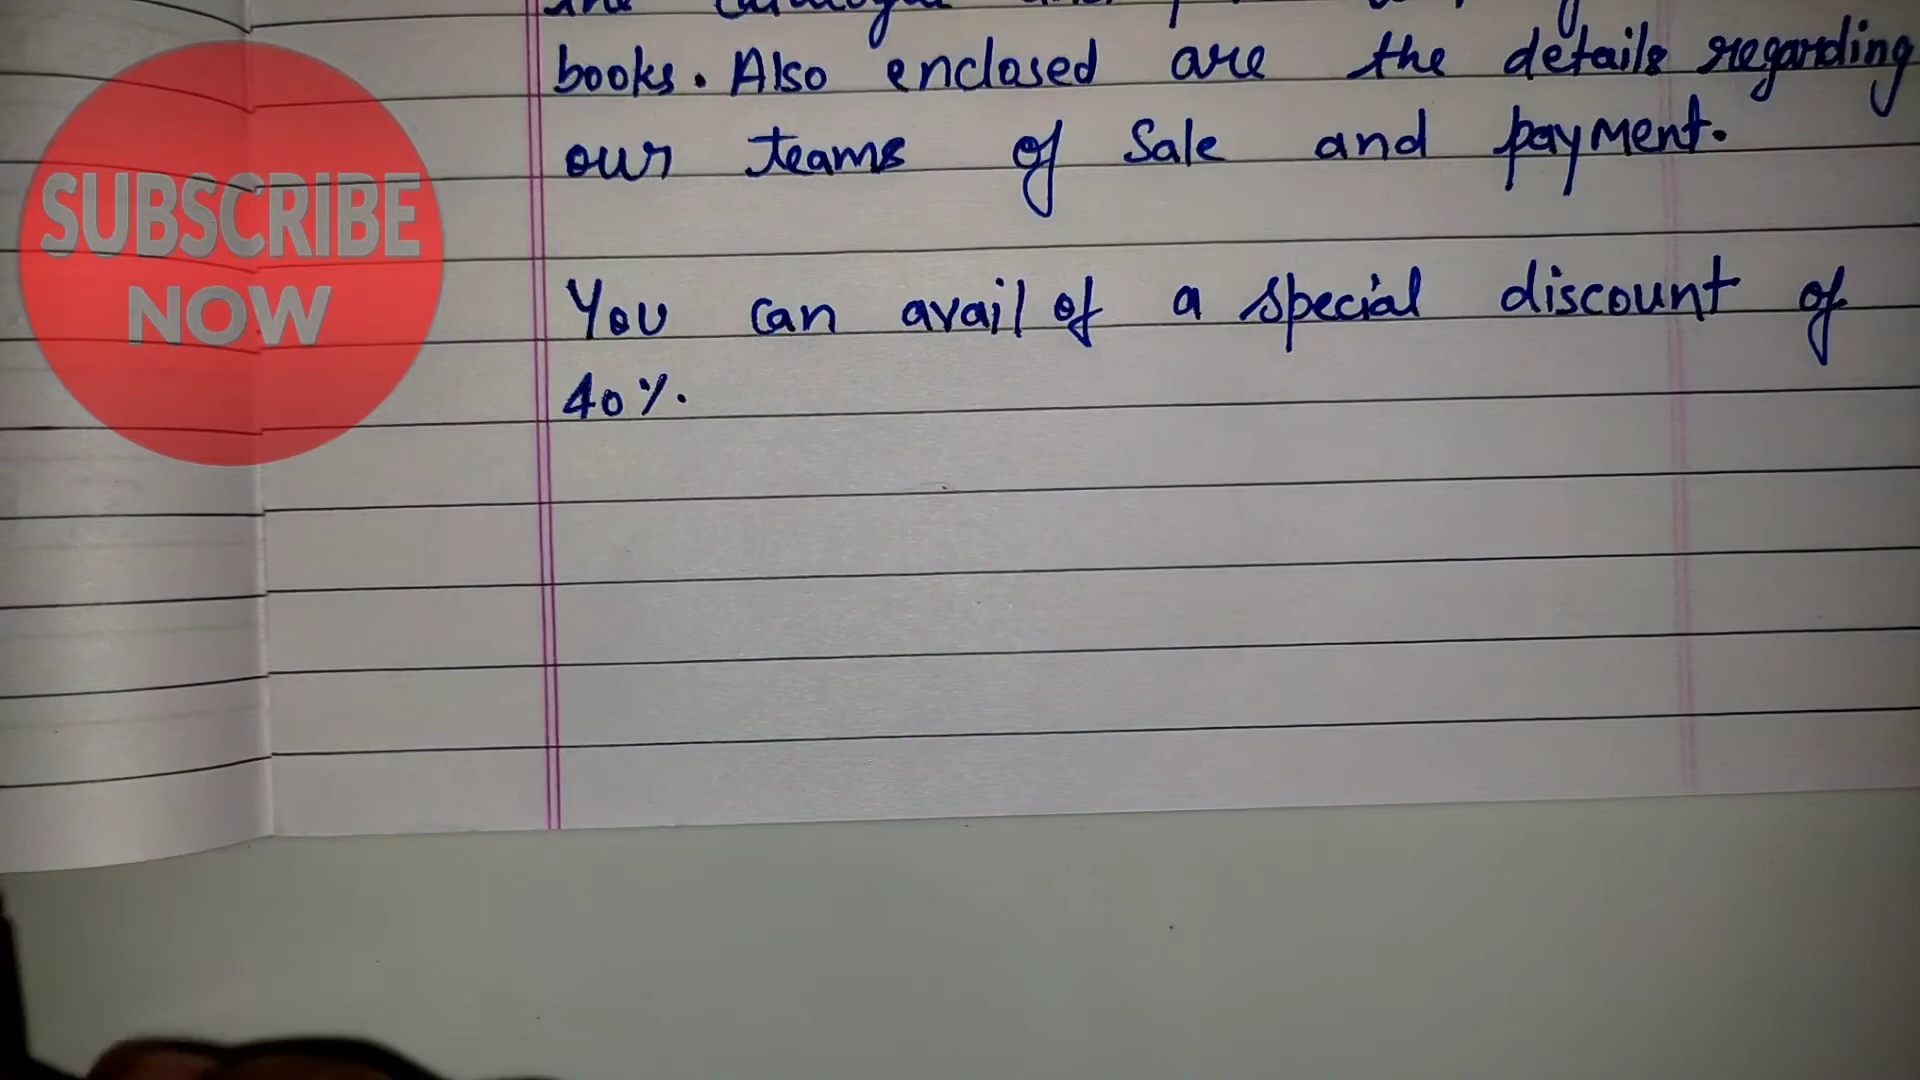 books. Also enclosed are the details regarding
our teams of Sale and payment.
You can avail of a special discount of
40%.
SUBSCRIBE
NOW